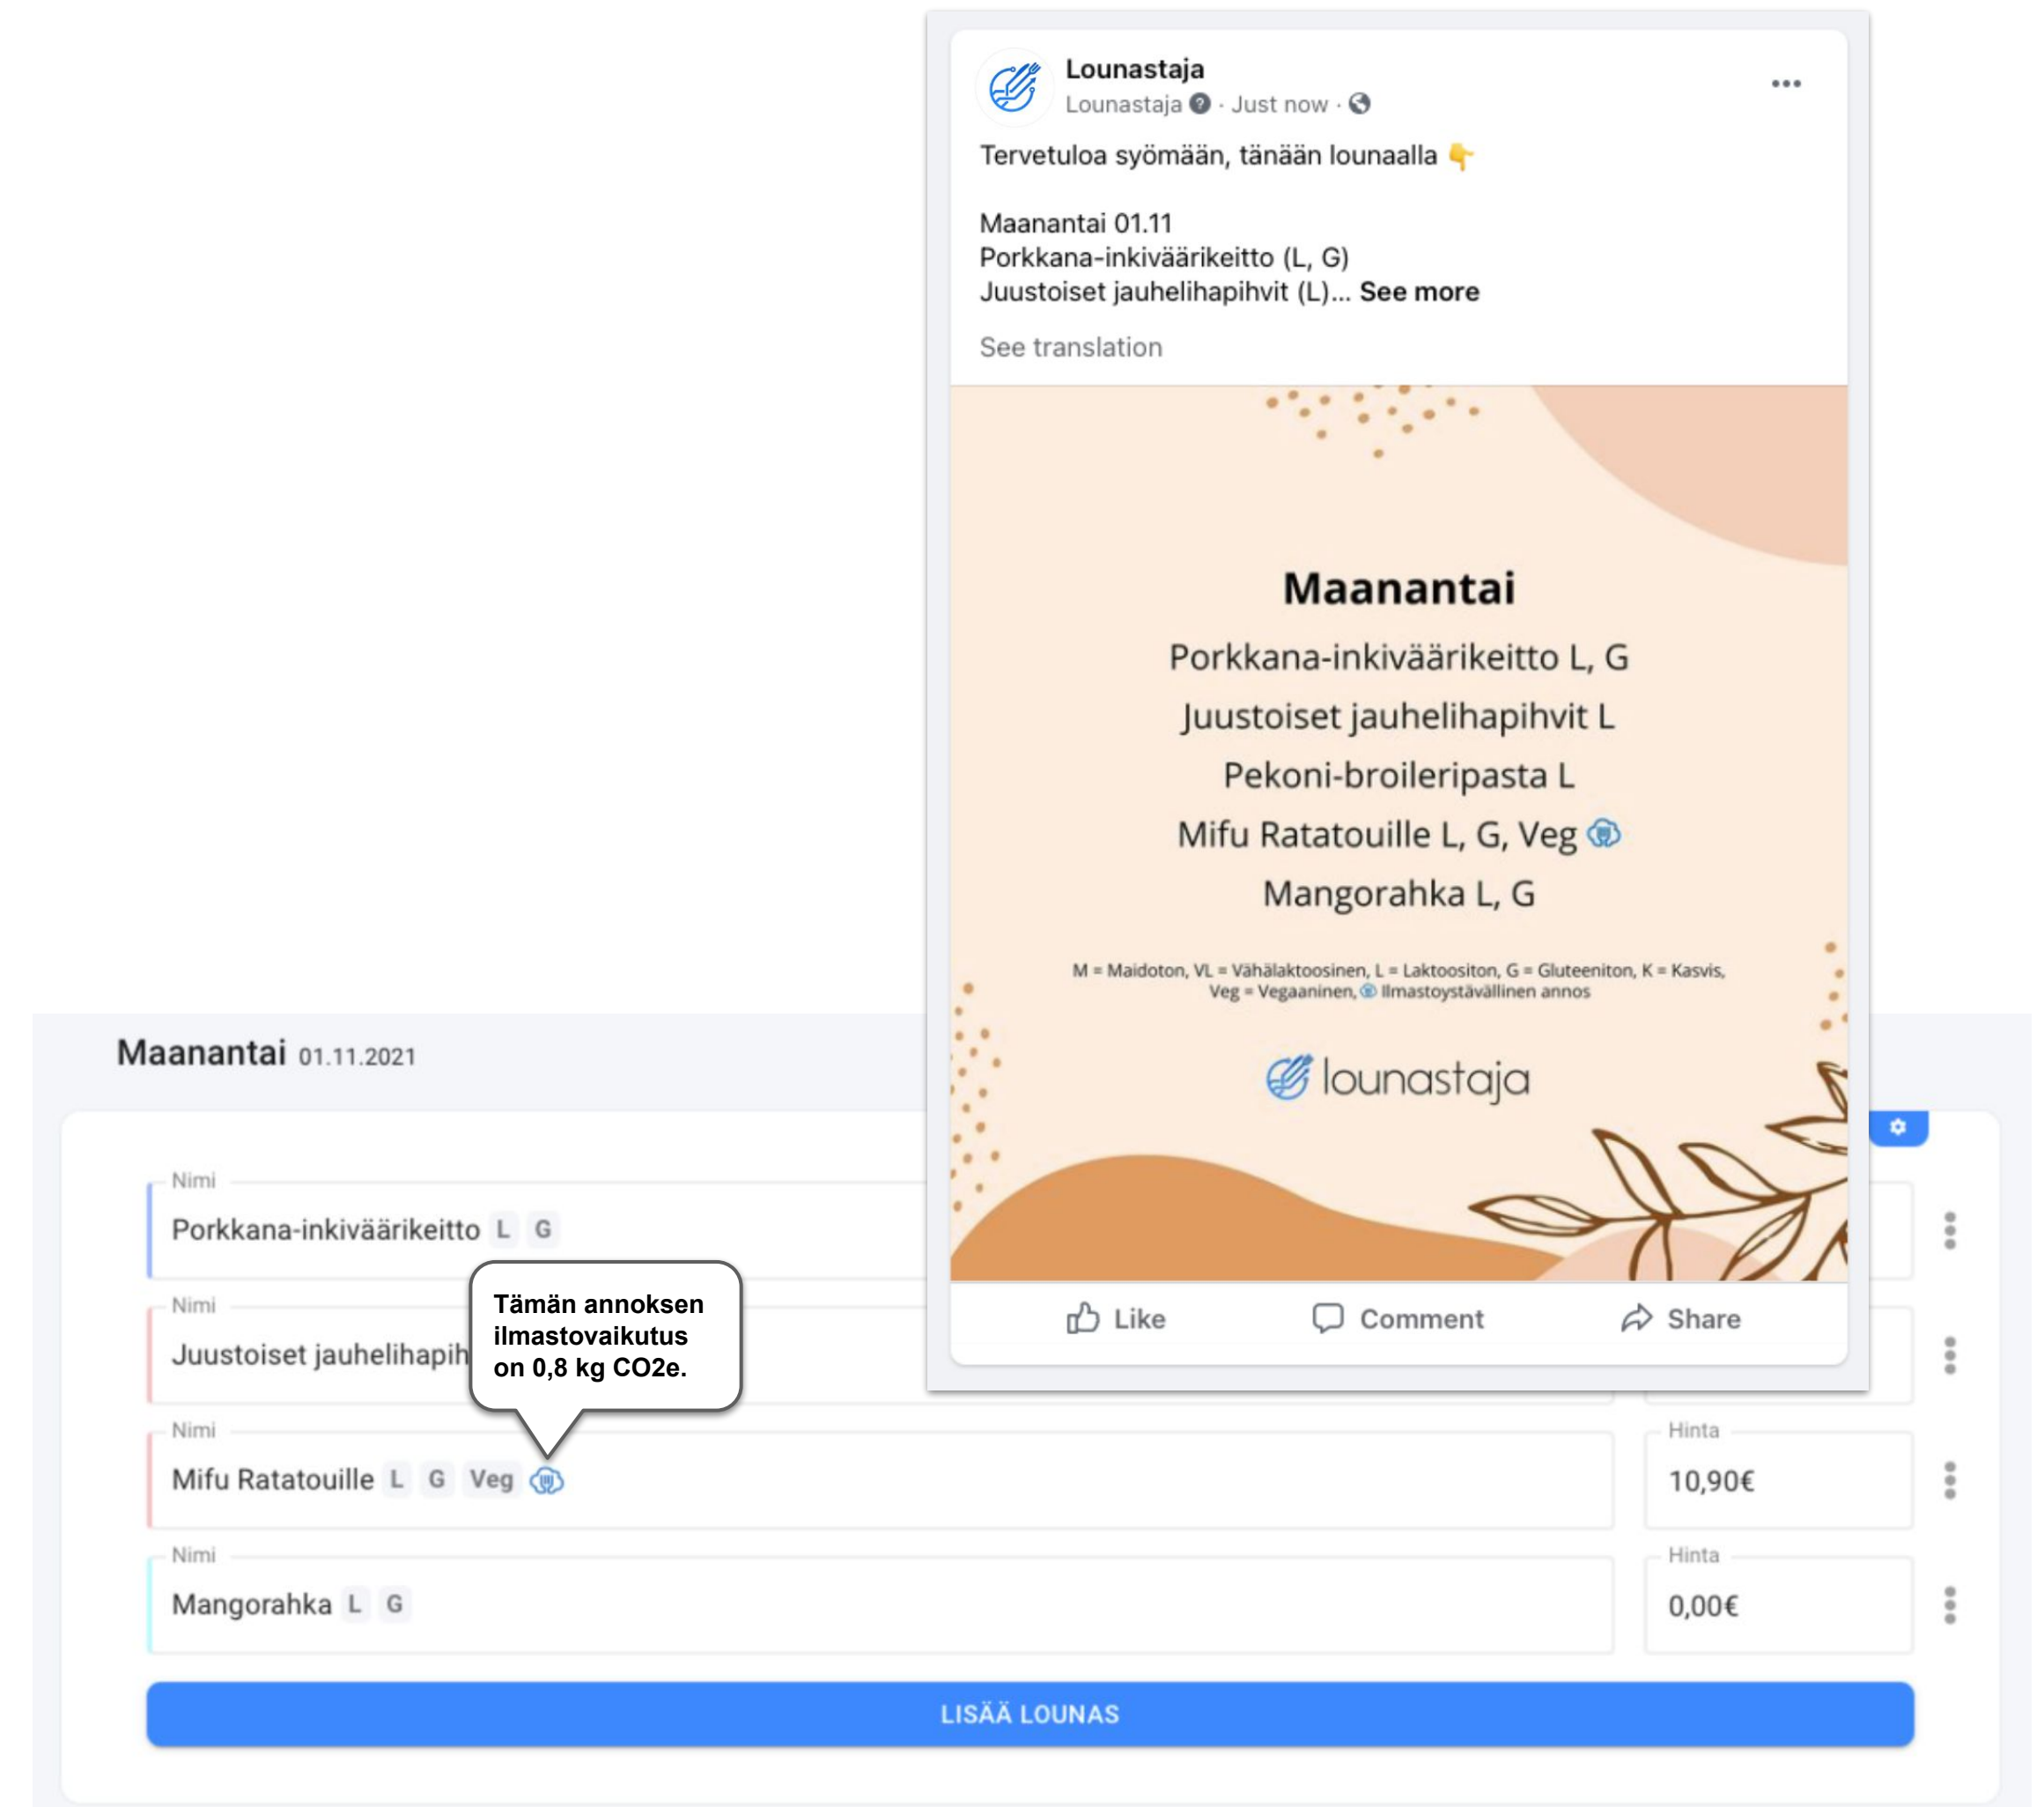 Lounastaja
Lounastaja · Just now ·
Tervetuloa syömään, tänään lounaalla 👇
Maanantai 01.11
Porkkana-inkiväärikeitto (L, G)
Juustoiset jauhelihapihvit (L)... See more
See translation
Maanantai
Porkkana-inkiväärikeitto L, G
Juustoiset jauhelihapihvit L
Pekoni-broileripasta L
Mifu Ratatouille L, G, Veg
Mangorahka L, G
M = Maidoton, VL = Vähälaktoosinen, L = Laktoositon, G = Gluteeniton, K = Kasvis,
Veg = Vegaaninen, Ilmastoystävällinen annos
lounastaja
Like Comment Share
Maanantai 01.11.2021
Nimi
Porkkana-inkiväärikeitto L G
Nimi
Juustoiset jauhelihapih
Tämän annoksen
ilmastovaikutus
on 0,8 kg CO2e.
Nimi Hinta
Mifu Ratatouille L G Veg 10,90€
Nimi Hinta
Mangorahka L G 0,00€
LISÄÄ LOUNAS